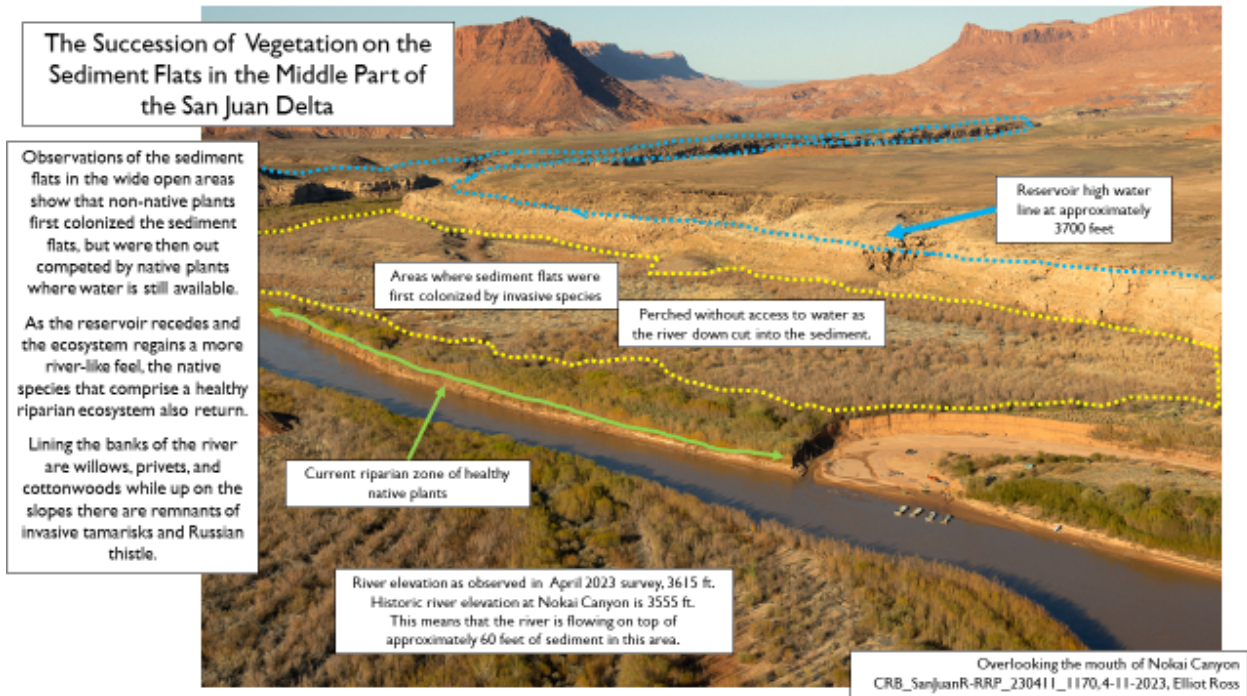 The Succession of Vegetation on the
Sediment Flats in the Middle Part of
the San Juan Delta
Observations of the sediment
flats in the wide open areas
show that non-native plants
first colonized the sediment
flats, but were then out
competed by native plants
where water is still available.
As the reservoir recedes and
the ecosystem regains a more
river-like feel, the native
species that comprise a healthy
riparian ecosystem also return.
Lining the banks of the river
are willows, privets, and
cottonwoods while up on the
slopes there are remnants of
invasive tamarisks and Russian
thistle.
Reservoir high water
line at approximately
3700 feet
Areas where sediment flats were
first colonized by invasive species
Perched without access to water as
the river down cut into the sediment.
Current riparian zone of healthy
native plants
River elevation as observed in April 2023 survey, 3615 ft.
Historic river elevation at Nokai Canyon is 3555 ft.
This means that the river is flowing on top of
approximately 60 feet of sediment in this area.
Overlooking the mouth of Nokai Canyon
CRB_SanJuanR-RRP_230411_1170, 4-11-2023, Elliot Ross